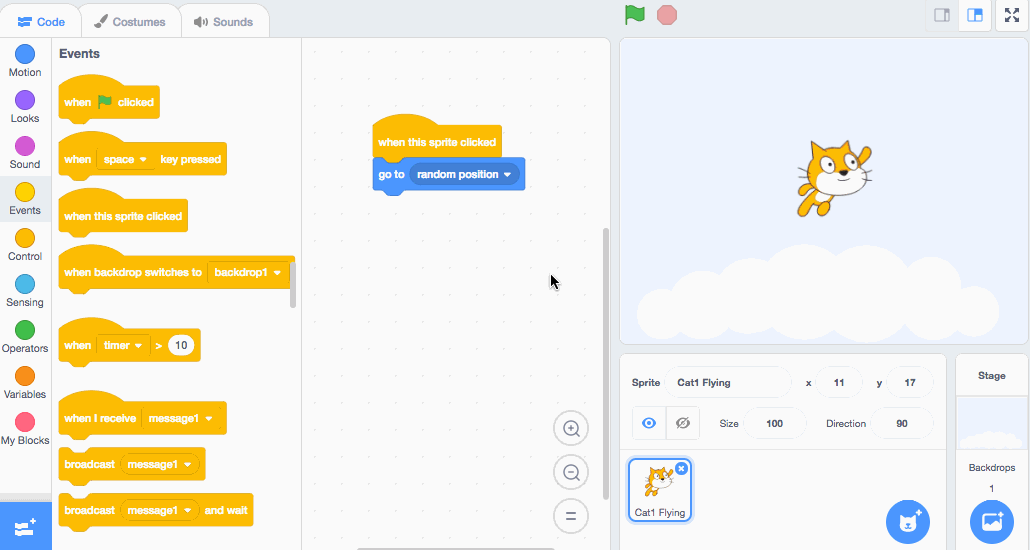 Code
Costumes
Sounds
Motion
Looks
Sound
Events
Control
Sensing
Operators
Variables
My Blocks
Events
when clicked
when space key pressed
when this sprite clicked
when backdrop switches to backdrop1
when timer > 10
when I receive message1
broadcast message1
broadcast message1 and wait
when this sprite clicked
go to random position
Sprite Cat1 Flying x 11 y 17
Size 100 Direction 90
Cat1 Flying
Stage
Backdrops
1